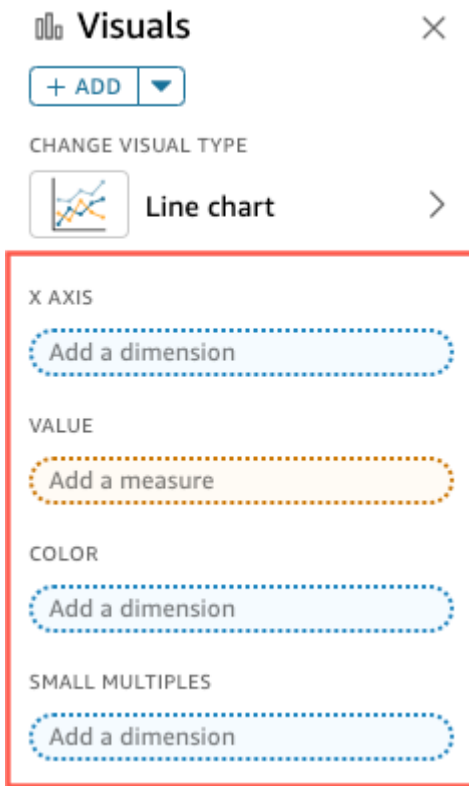 Visuals
+ ADD
CHANGE VISUAL TYPE
Line chart
X AXIS
Add a dimension
VALUE
Add a measure
COLOR
Add a dimension
SMALL MULTIPLES
Add a dimension